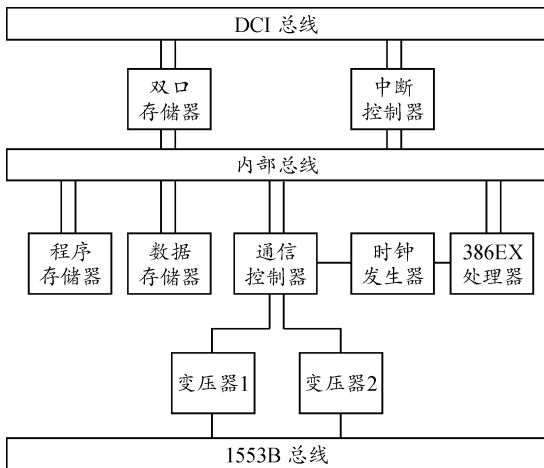 DCI 总线
双口
存储器
中断
控制器
内部总线
程序
存储器
数据
存储器
通信
控制器
时钟
发生器
386EX
处理器
变压器1
变压器2
1553B 总线